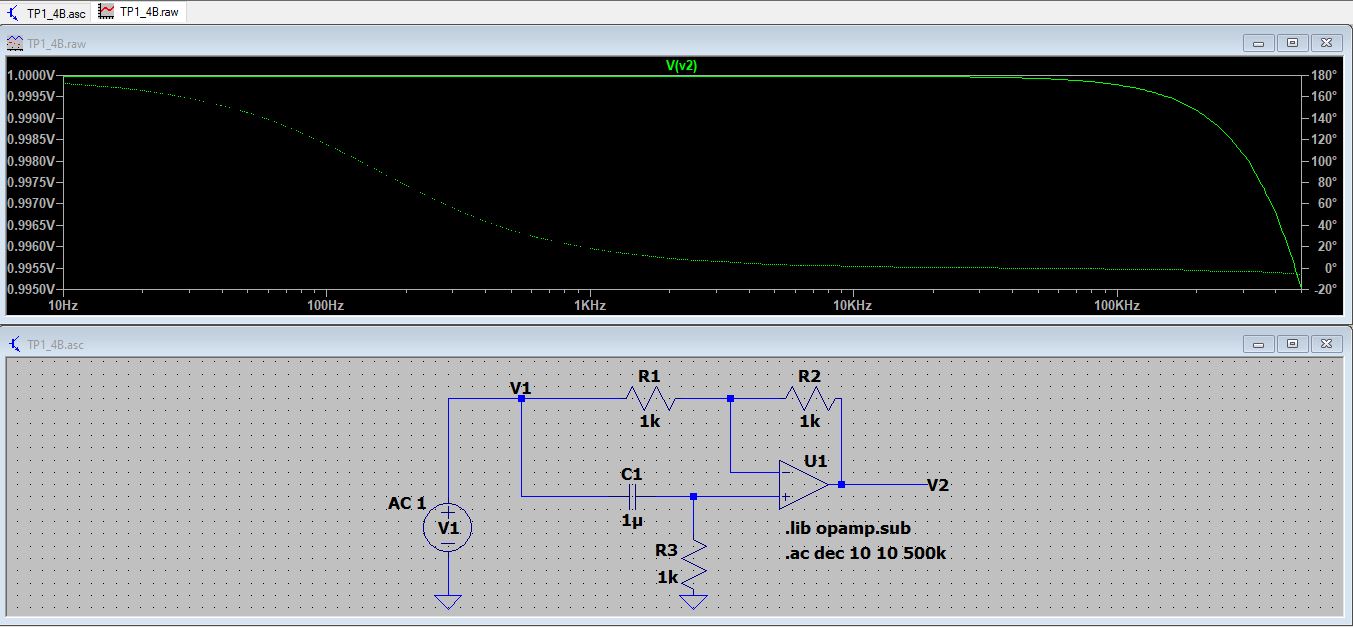 TP1_4B.asc TP1_4B.raw
TP1_4B.raw
V(v2)
1.0000V 180°
0.9995V 160°
0.9990V 140°
0.9985V 120°
0.9980V 100°
0.9975V 80°
0.9970V 60°
0.9965V 40°
0.9960V 20°
0.9955V 0°
0.9950V -20°
10Hz 100Hz 1KHz 10KHz 100KHz
TP1_4B.asc
V1 R1 R2
1k 1k
U1
C1
V2
AC 1
1µ
V1
.lib opamp.sub
R3
.ac dec 10 10 500k
1k